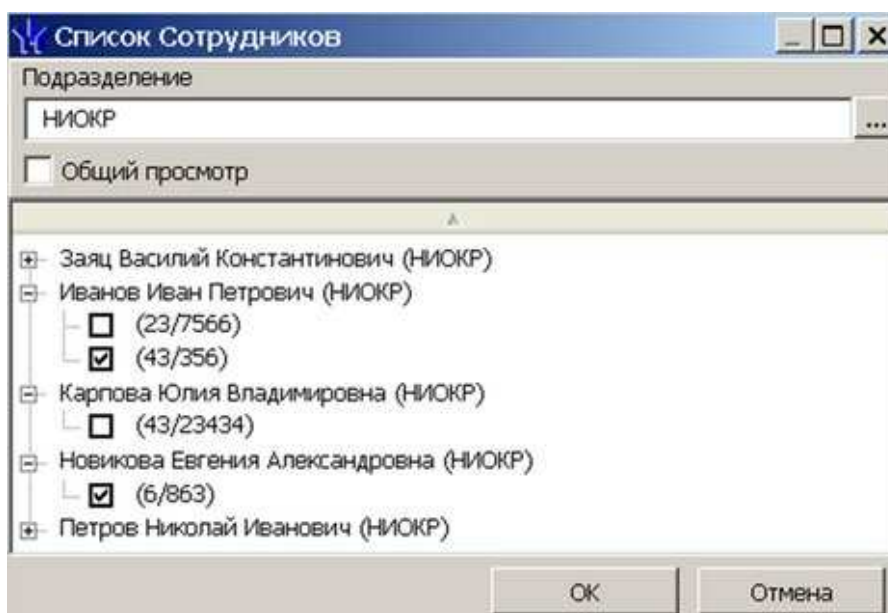 Список Сотрудников
Подразделение
НИОКР
...
Общий просмотр
Заяц Василий Константинович (НИОКР)
Иванов Иван Петрович (НИОКР)
(23/7566)
(43/356)
Карпова Юлия Владимировна (НИОКР)
(43/23434)
Новикова Евгения Александровна (НИОКР)
(6/863)
Петров Николай Иванович (НИОКР)
ОК Отмена